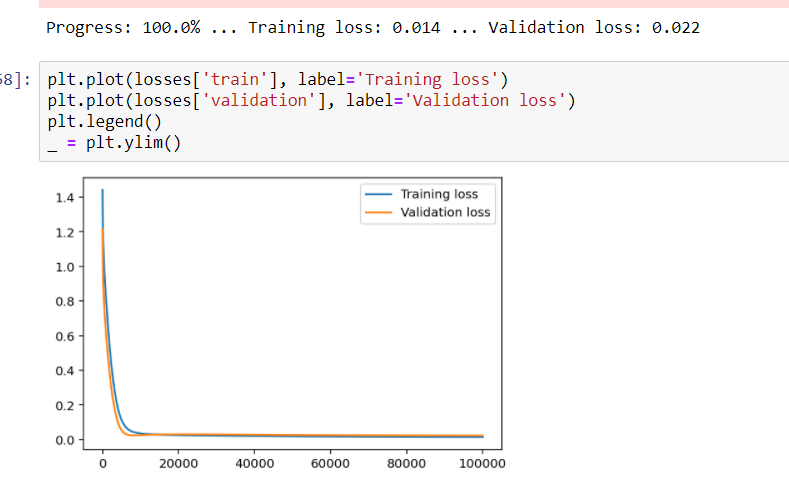 Progress: 100.0% ... Training loss: 0.014 ... Validation loss: 0.022
58]:
plt.plot(losses['train'], label='Training loss')
plt.plot(losses['validation'], label='Validation loss')
plt.legend()
_ = plt.ylim()
Training loss
Validation loss
1.4
1.2
1.0
0.8
0.6
0.4
0.2
0.0
0 20000 40000 60000 80000 100000